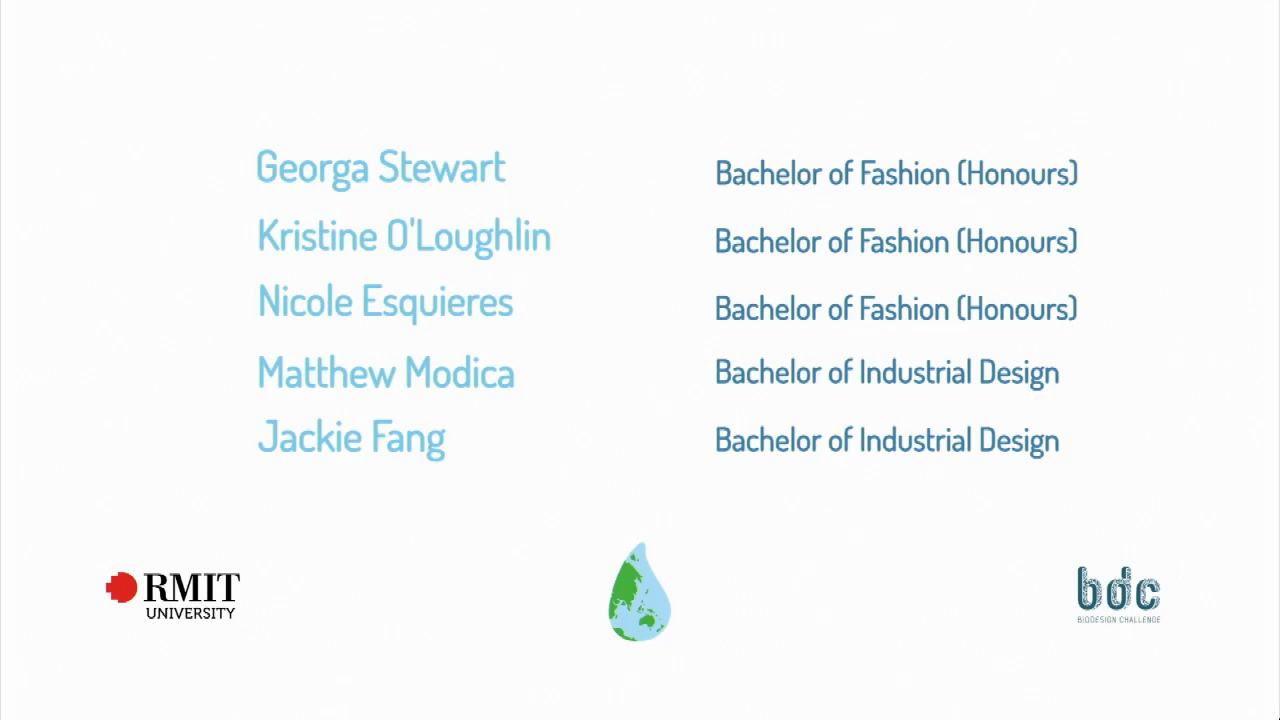 Georga Stewart Bachelor of Fashion (Honours)
Kristine O'Loughlin Bachelor of Fashion (Honours)
Nicole Esquieres Bachelor of Fashion (Honours)
Matthew Modica Bachelor of Industrial Design
Jackie Fang Bachelor of Industrial Design
RMIT
UNIVERSITY
bdc
BIODESIGN CHALLENGE